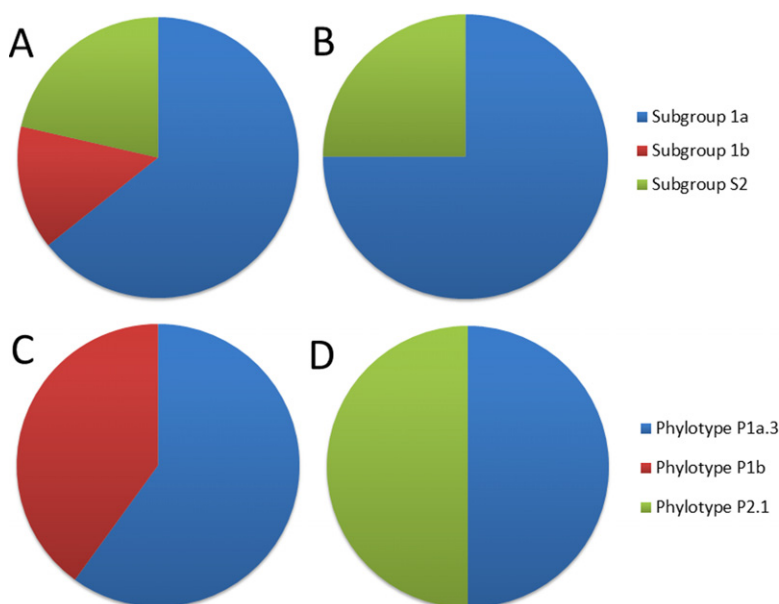 A
B
Subgroup 1a
Subgroup 1b
Subgroup S2
C
D
Phylotype P1a.3
Phylotype P1b
Phylotype P2.1